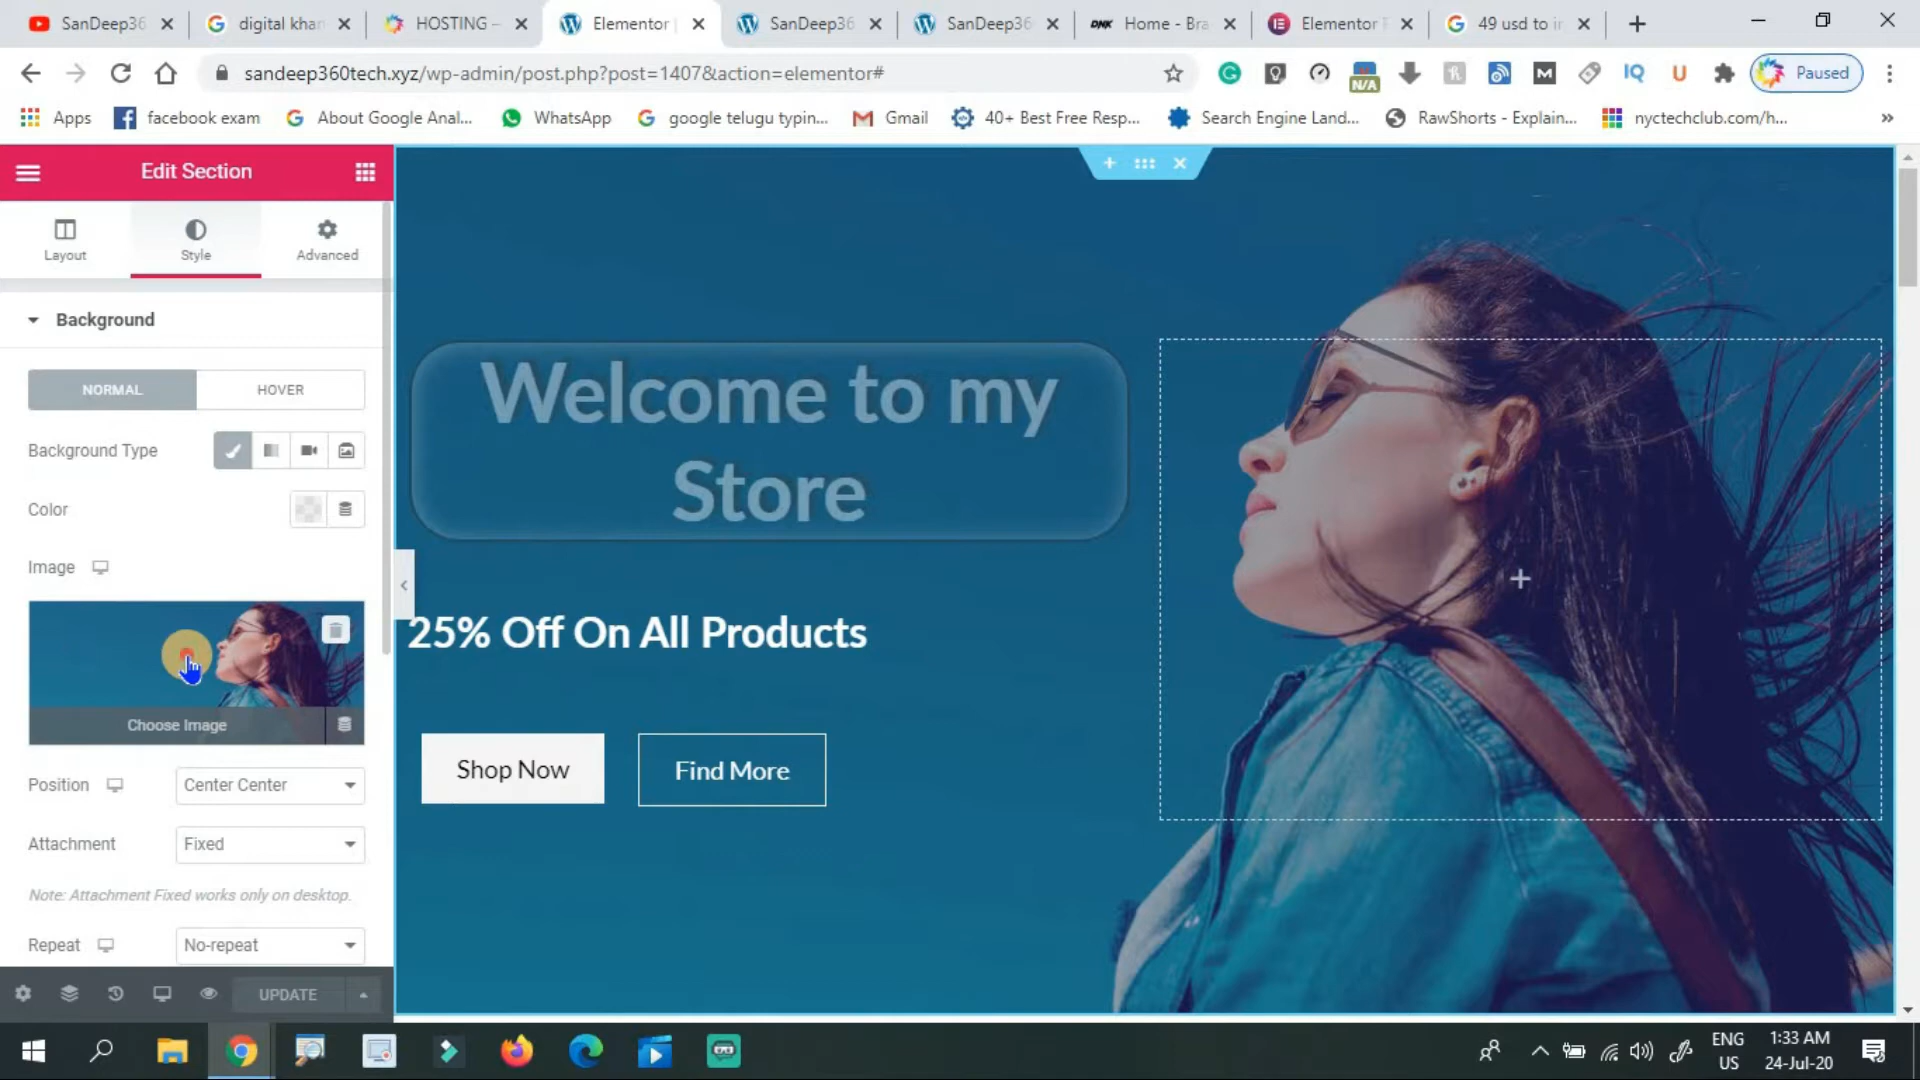 SanDeep36
digital khan
HOSTING –
Elementor
SanDeep36
SanDeep36
DNK Home - Bra
Elementor
49 usd to in
sandeep360tech.xyz/wp-admin/post.php?post=1407&action=elementor#
N/A
IQ
Paused
Apps
facebook exam
About Google Anal...
WhatsApp
google telugu typin...
Gmail
40+ Best Free Resp...
Search Engine Land...
RawShorts - Explain...
nyctechclub.com/h...
Edit Section
Layout
Style
Advanced
Background
NORMAL
HOVER
Background Type
Color
Image
Choose Image
Position
Center Center
Attachment
Fixed
Note: Attachment Fixed works only on desktop.
Repeat
No-repeat
UPDATE
Welcome to my
Store
25% Off On All Products
Shop Now
Find More
ENG
US
1:33 AM
24-Jul-20